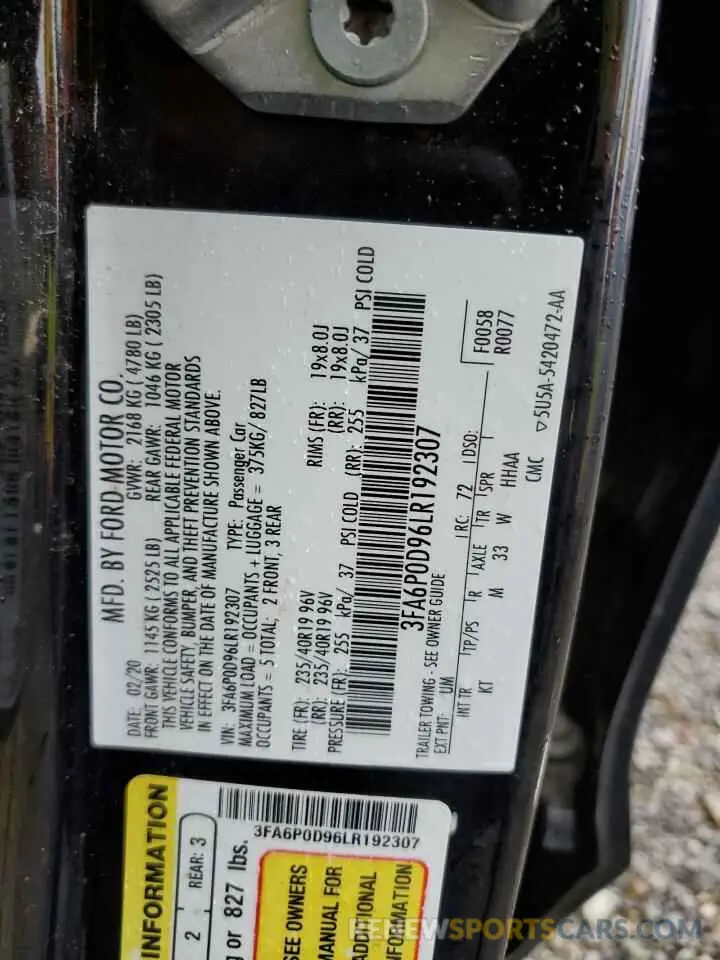 MFD. BY FORD MOTOR CO.
DATE: 02/20 GVWR: 2168 KG ( 4780 LB)
FRONT GAWR: 1145 KG ( 2525 LB) REAR GAWR: 1046 KG ( 2305 LB)
THIS VEHICLE CONFORMS TO ALL APPLICABLE FEDERAL MOTOR
VEHICLE SAFETY, BUMPER, AND THEFT PREVENTION STANDARDS
IN EFFECT ON THE DATE OF MANUFACTURE SHOWN ABOVE.
VIN: 3FA6P0D96LR192307 TYPE: Passenger Car
MAXIMUM LOAD = OCCUPANTS + LUGGAGE = 375KG/ 827LB
OCCUPANTS = 5 TOTAL; 2 FRONT, 3 REAR
TIRE (FR): 235/40R19 96V RIMS (FR): 19x8.0J
(RR): 235/40R19 96V (RR): 19x8.0J
PRESSURE (FR): 255 kPa/ 37 PSI COLD (RR): 255 kPa/ 37 PSI COLD
3FA6P0D96LR192307
TRAILER TOWING - SEE OWNER GUIDE
EXT PNT: UM RC: 72 DSO: F0058
R0077
INT TR TP/PS R AXLE TR SPR
KT M 33 W HHAA
CMC ▽5U5A-5420472-AA
INFORMATION
2 REAR: 3
g or 827 lbs.
3FA6P0D96LR192307
SEE OWNERS
MANUAL FOR
ADDITIONAL
INFORMATION
RENEWSPORTSCARS.COM